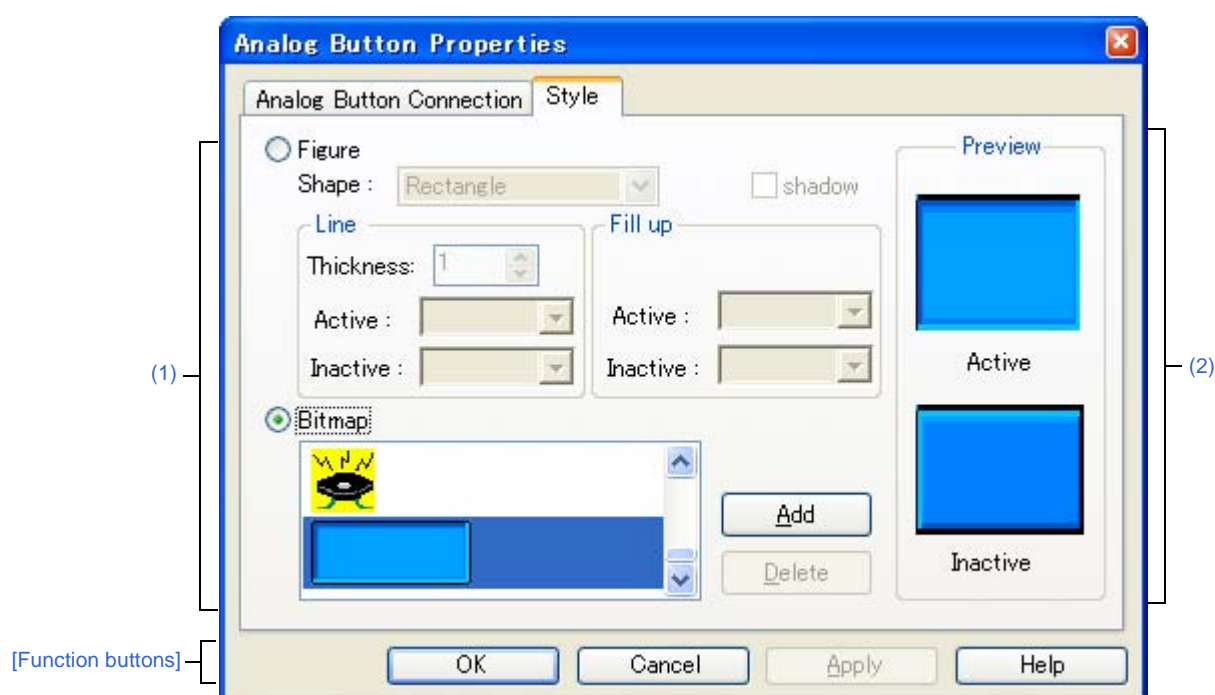 Analog Button Properties
Analog Button Connection Style
Figure
Preview
Shape : Rectangle shadow
Line Fill up
Thickness: 1
Active : Active :
Inactive : Inactive :
Active
(1) (2)
Bitmap
Add
Delete
Inactive
[Function buttons] OK Cancel Apply Help